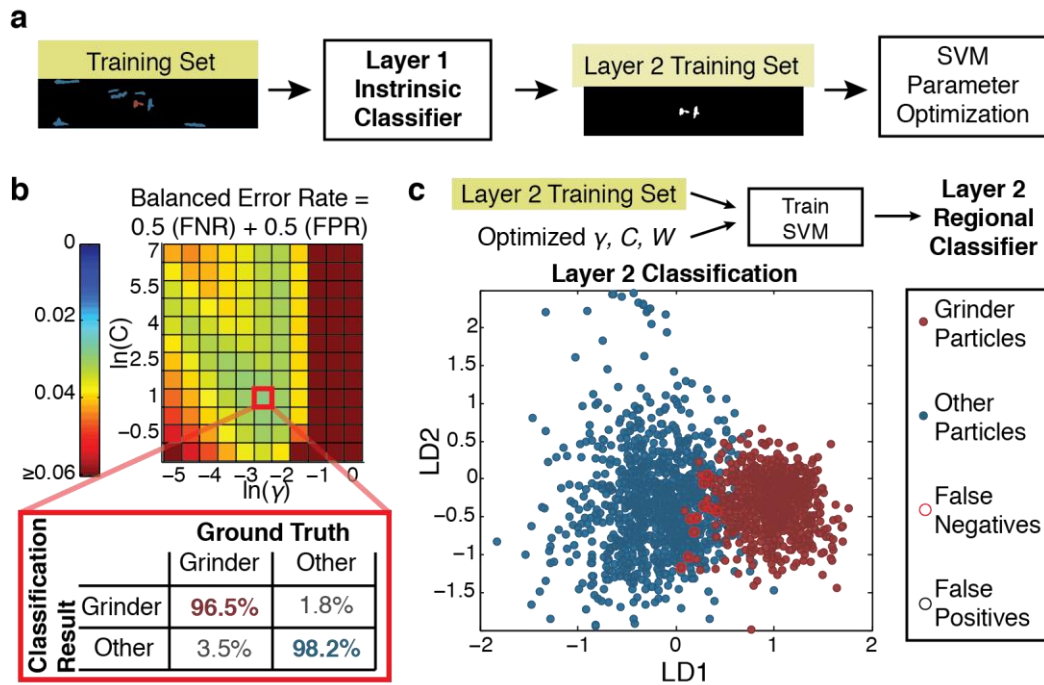 a
Training Set
Layer 1
Instrinsic
Classifier
Layer 2 Training Set
SVM
Parameter
Optimization
b
Balanced Error Rate =
0.5 (FNR) + 0.5 (FPR)
0
0.02
0.04
≥0.06
ln(C)
7
5.5
4
2.5
1
−0.5
−5 −4 −3 −2 −1 0
ln(γ)
Ground Truth
Grinder Other
Classification
Result
Grinder 96.5% 1.8%
Other 3.5% 98.2%
c
Layer 2 Training Set
Optimized γ, C, W
Train
SVM
Layer 2
Regional
Classifier
Layer 2 Classification
LD2
2
1.5
1
0.5
0
−0.5
−1
−1.5
−2 −1 0 1 2
LD1
Grinder
Particles
Other
Particles
False
Negatives
False
Positives